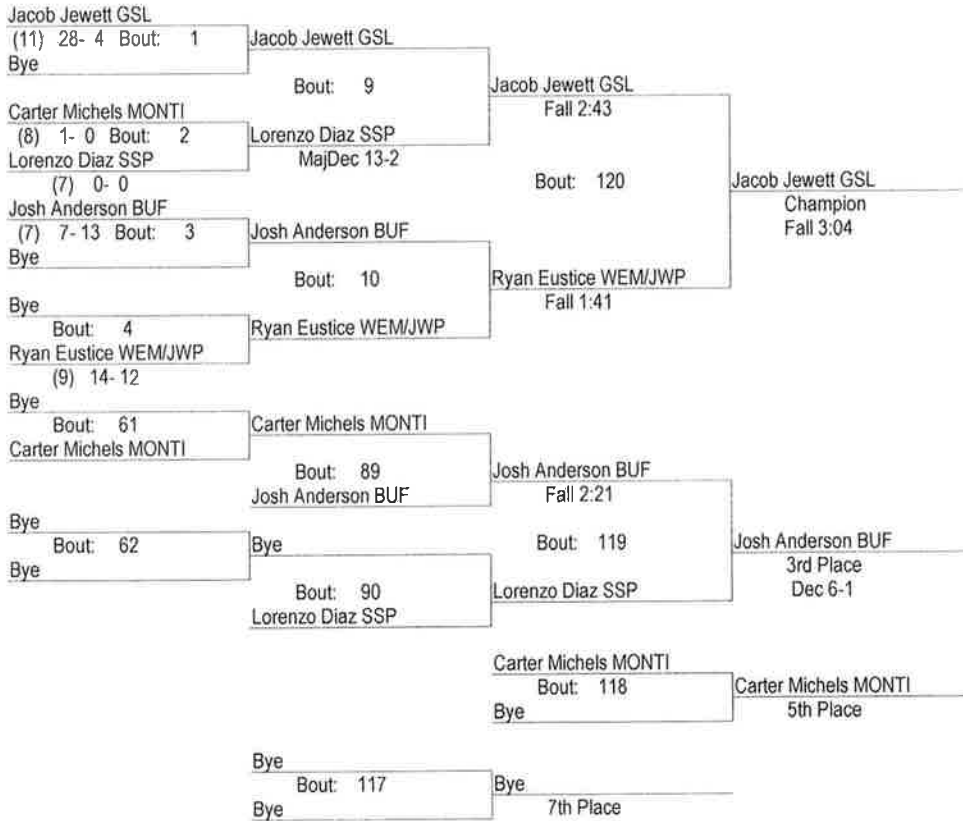 Jacob Jewett GSL
(11) 28- 4 Bout: 1
Bye
Jacob Jewett GSL
Bout: 9
Carter Michels MONTI
(8) 1- 0 Bout: 2
Lorenzo Diaz SSP
(7) 0- 0
Lorenzo Diaz SSP
MajDec 13-2
Jacob Jewett GSL
Fall 2:43
Josh Anderson BUF
(7) 7- 13 Bout: 3
Bye
Josh Anderson BUF
Bout: 10
Bye
Bout: 4
Ryan Eustice WEM/JWP
(9) 14- 12
Ryan Eustice WEM/JWP
Ryan Eustice WEM/JWP
Fall 1:41
Bout: 120
Jacob Jewett GSL
Champion
Fall 3:04
Bye
Bout: 61
Carter Michels MONTI
Carter Michels MONTI
Bout: 89
Josh Anderson BUF
Josh Anderson BUF
Fall 2:21
Bye
Bout: 62
Bye
Bye
Bout: 90
Lorenzo Diaz SSP
Lorenzo Diaz SSP
Bout: 119
Josh Anderson BUF
3rd Place
Dec 6-1
Carter Michels MONTI
Bout: 118
Bye
Carter Michels MONTI
5th Place
Bye
Bout: 117
Bye
Bye
7th Place